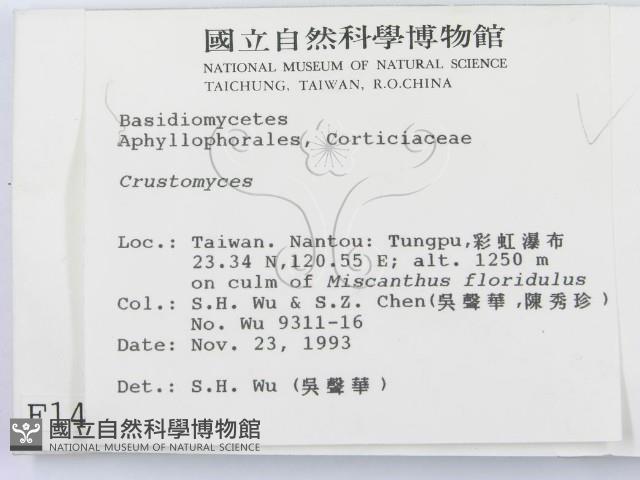 國立自然科學博物館
NATIONAL MUSEUM OF NATURAL SCIENCE
TAICHUNG, TAIWAN, R.O.CHINA
Basidiomycetes
Aphyllophorales, Corticiaceae
Crustomyces
Loc.: Taiwan. Nantou: Tungpu,彩虹瀑布
23.34 N,120.55 E; alt. 1250 m
on culm of Miscanthus floridulus
Col.: S.H. Wu & S.Z. Chen(吳聲華,陳秀珍)
No. Wu 9311-16
Date: Nov. 23, 1993
Det.: S.H. Wu (吳聲華)
國立自然科學博物館
NATIONAL MUSEUM OF NATURAL SCIENCE